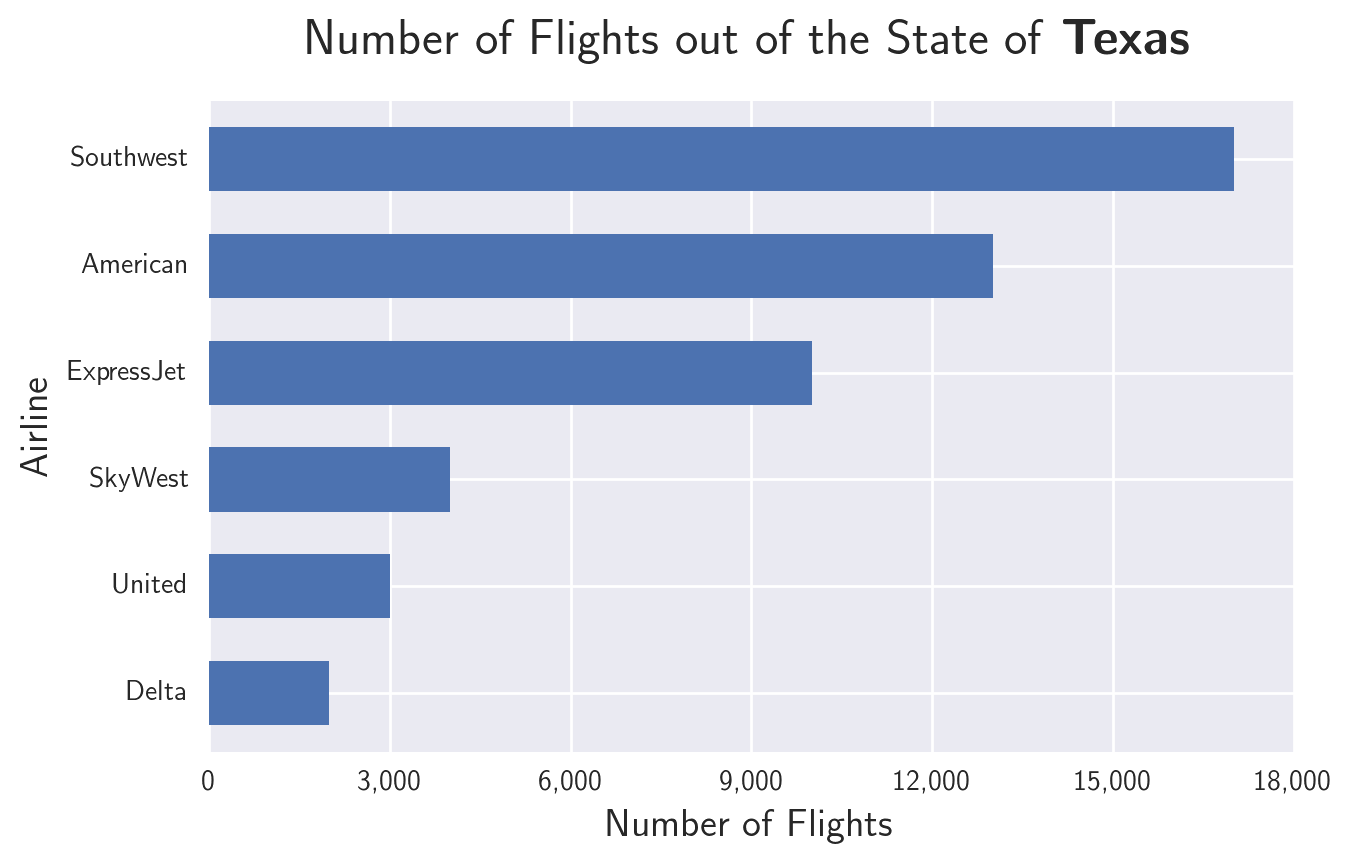 Number of Flights out of the State of Texas
Southwest
American
ExpressJet
SkyWest
United
Delta
Airline
0 3,000 6,000 9,000 12,000 15,000 18,000
Number of Flights